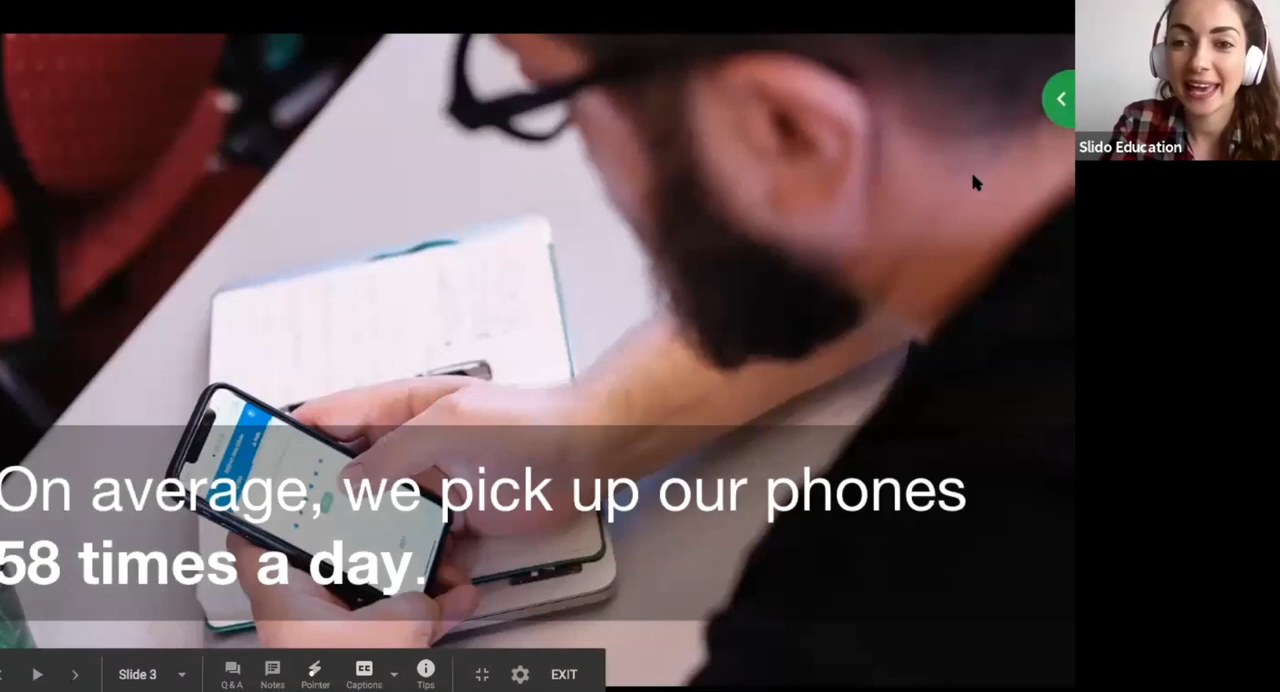 Slido Education
On average, we pick up our phones
58 times a day.
Slide 3
Q & A
Notes
Pointer
Captions
CC
Tips
EXIT